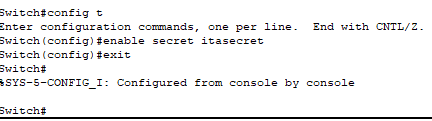 Switch#config t
Enter configuration commands, one per line.  End with CNTL/Z.
Switch(config)#enable secret itasecret
Switch(config)#exit
Switch#
%SYS-5-CONFIG_I: Configured from console by console
Switch#